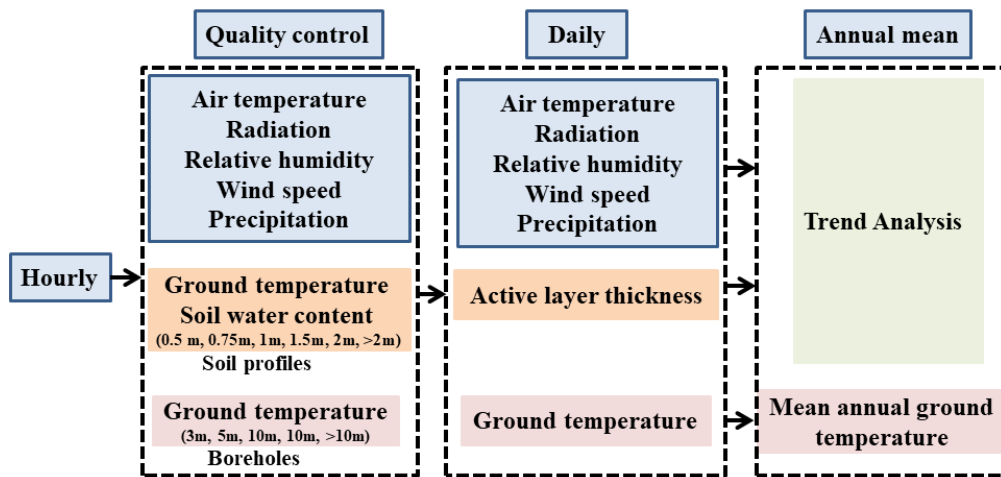 Quality control
Daily
Annual mean
Hourly
Air temperature
Radiation
Relative humidity
Wind speed
Precipitation
Ground temperature
Soil water content
(0.5 m, 0.75m, 1m, 1.5m, 2m, >2m)
Soil profiles
Ground temperature
(3m, 5m, 10m, 10m, >10m)
Boreholes
Air temperature
Radiation
Relative humidity
Wind speed
Precipitation
Active layer thickness
Ground temperature
Trend Analysis
Mean annual ground
temperature